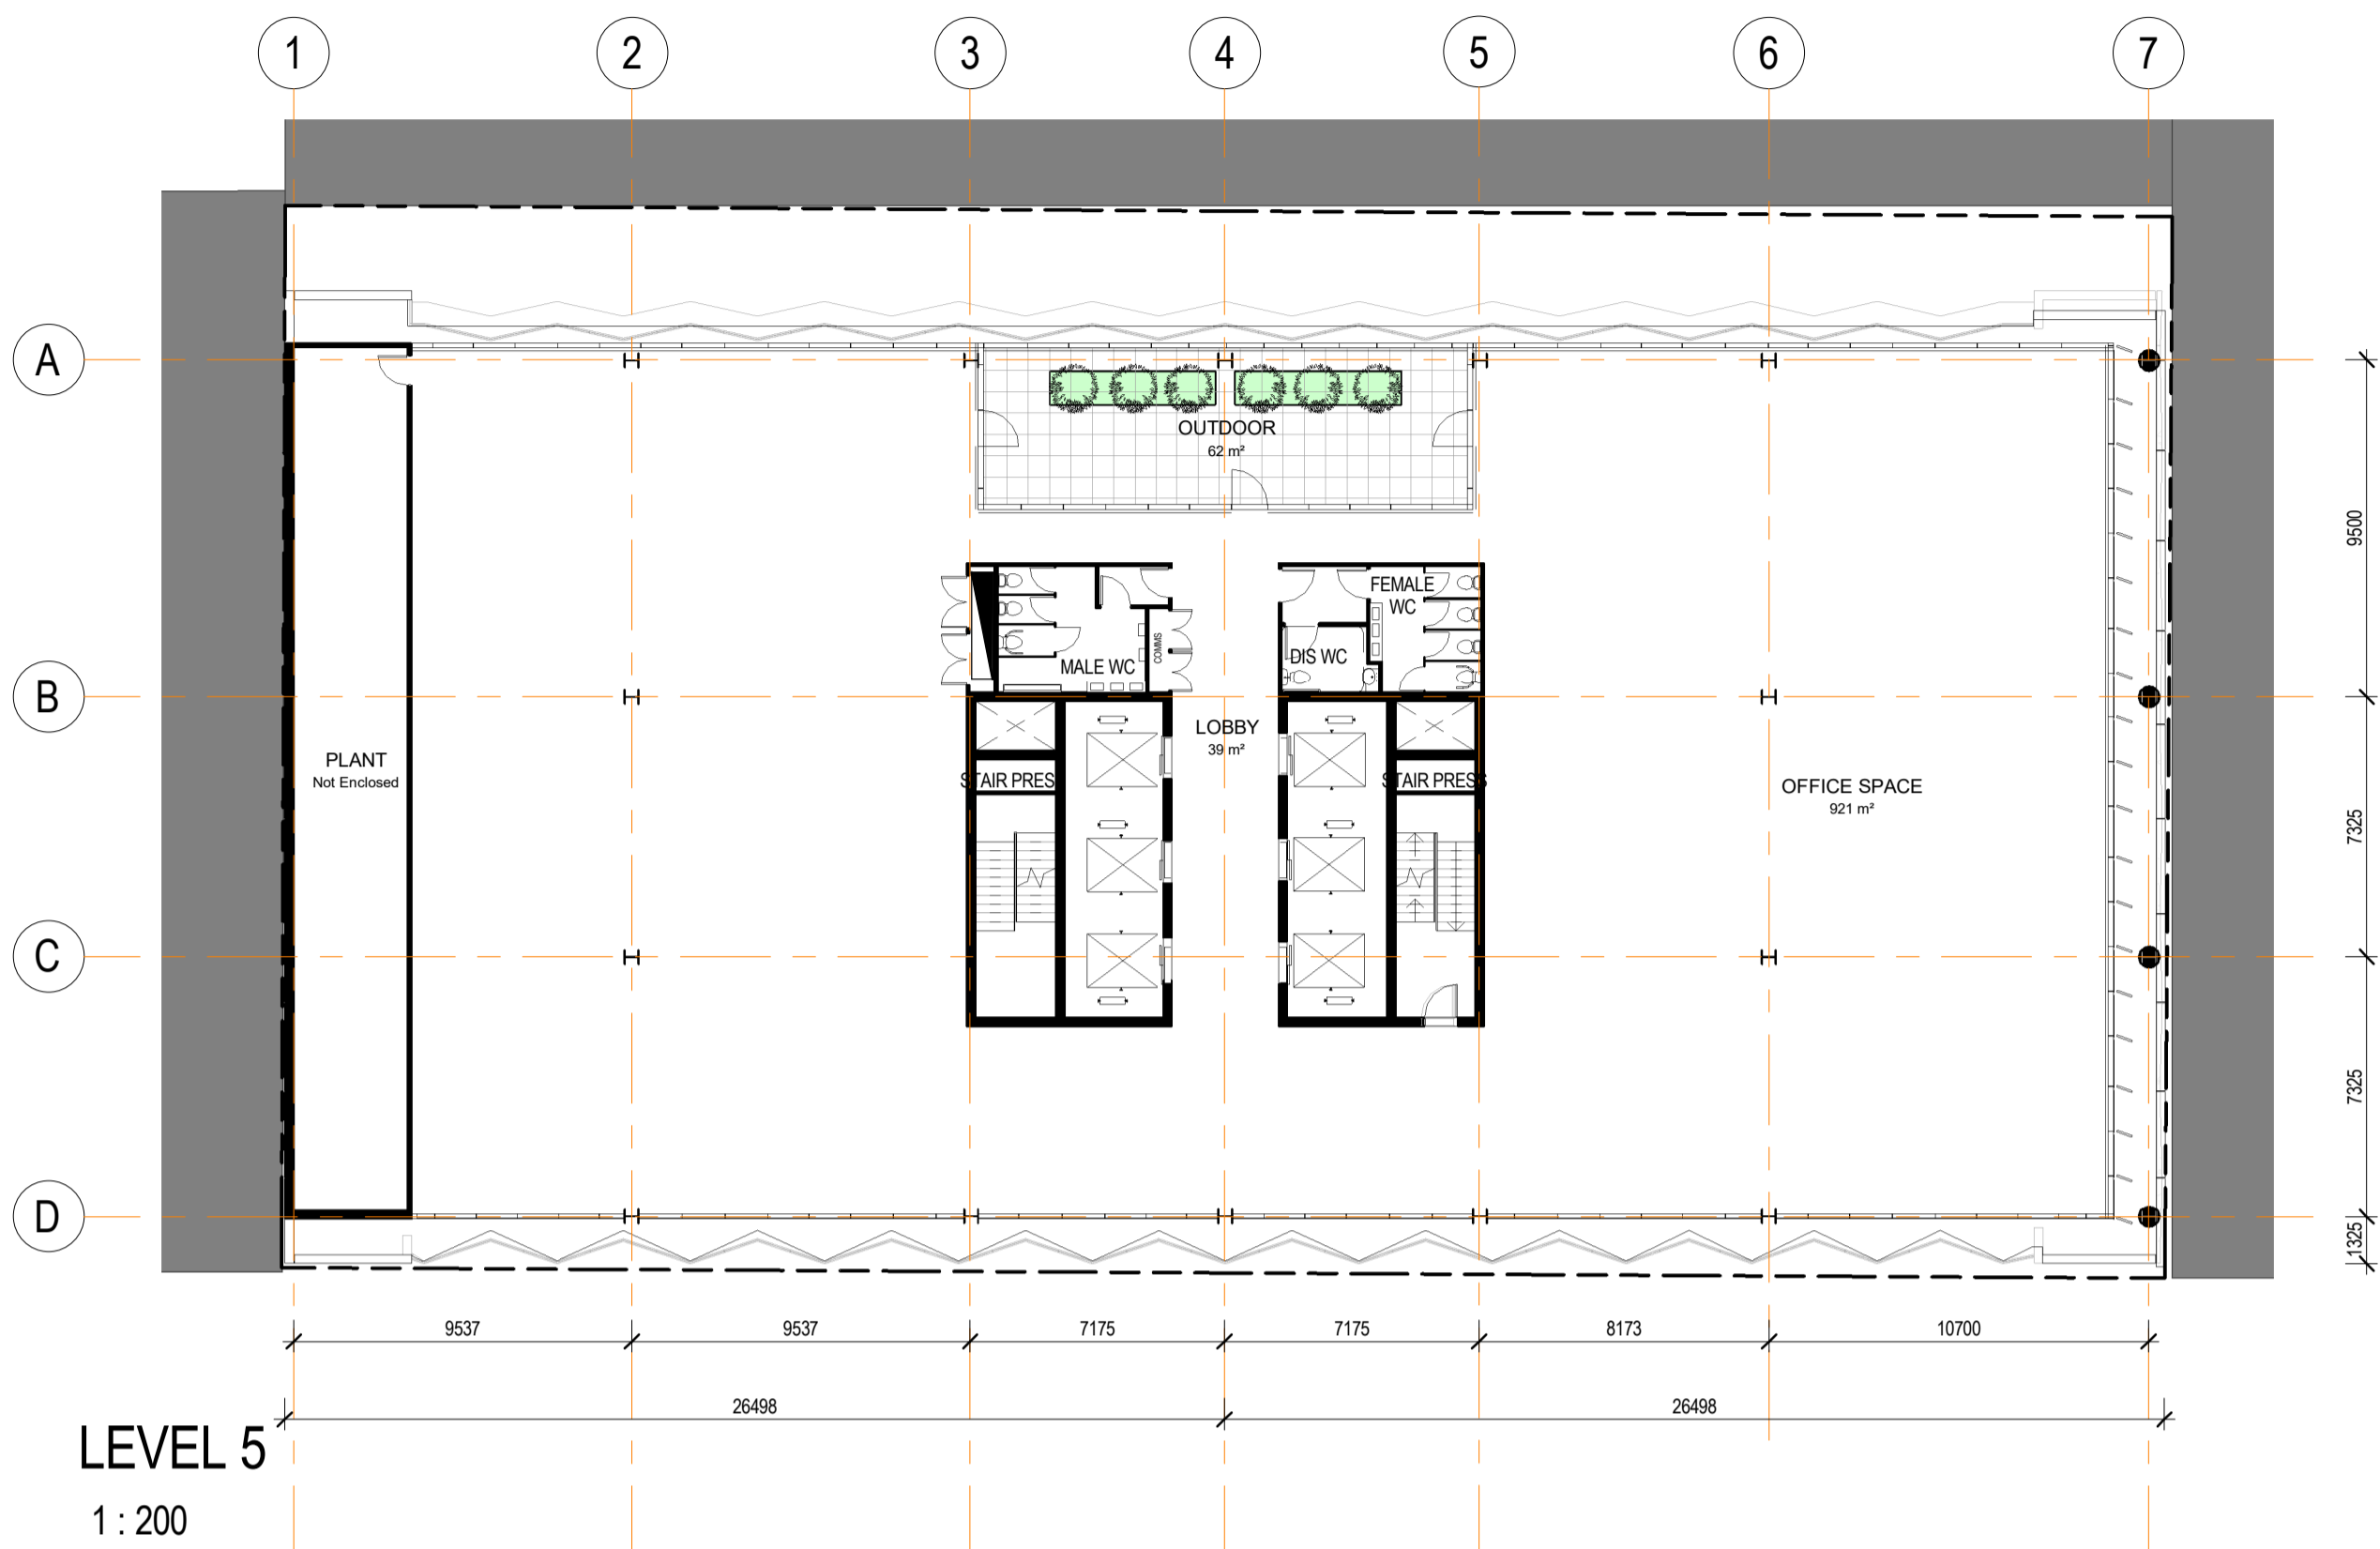 1 2 3 4 5 6 7
A
B
C
D
OUTDOOR
62 m²
FEMALE
WC
COMMS
MALE WC
DIS WC
LOBBY
39 m²
PLANT
Not Enclosed
STAIR PRES
STAIR PRESS
OFFICE SPACE
921 m²
9500
7325
7325
1325
9537 9537 7175 7175 8173 10700
26498 26498
LEVEL 5
1 : 200